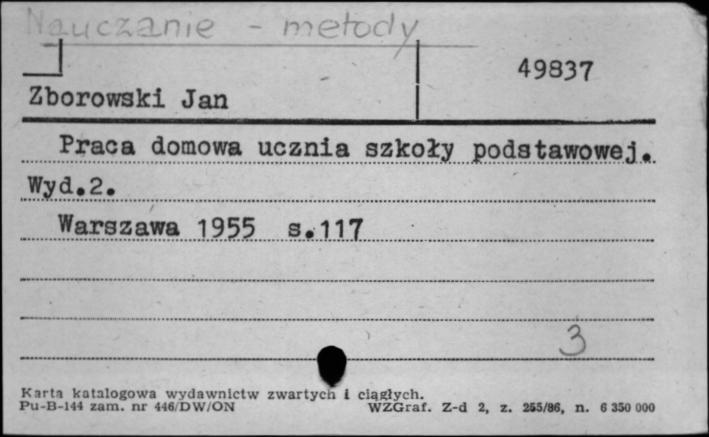 Nauczanie - metody
49837
Zborowski Jan
Praca domowa ucznia szkoły podstawowej.
Wyd.2.
Warszawa 1955 s.117
3
Karta katalogowa wydawnictw zwartych i ciągłych.
Pu-B-144 zam. nr 446/DW/ON WZGraf. Z-d 2, z. 255/86, n. 6 350 000